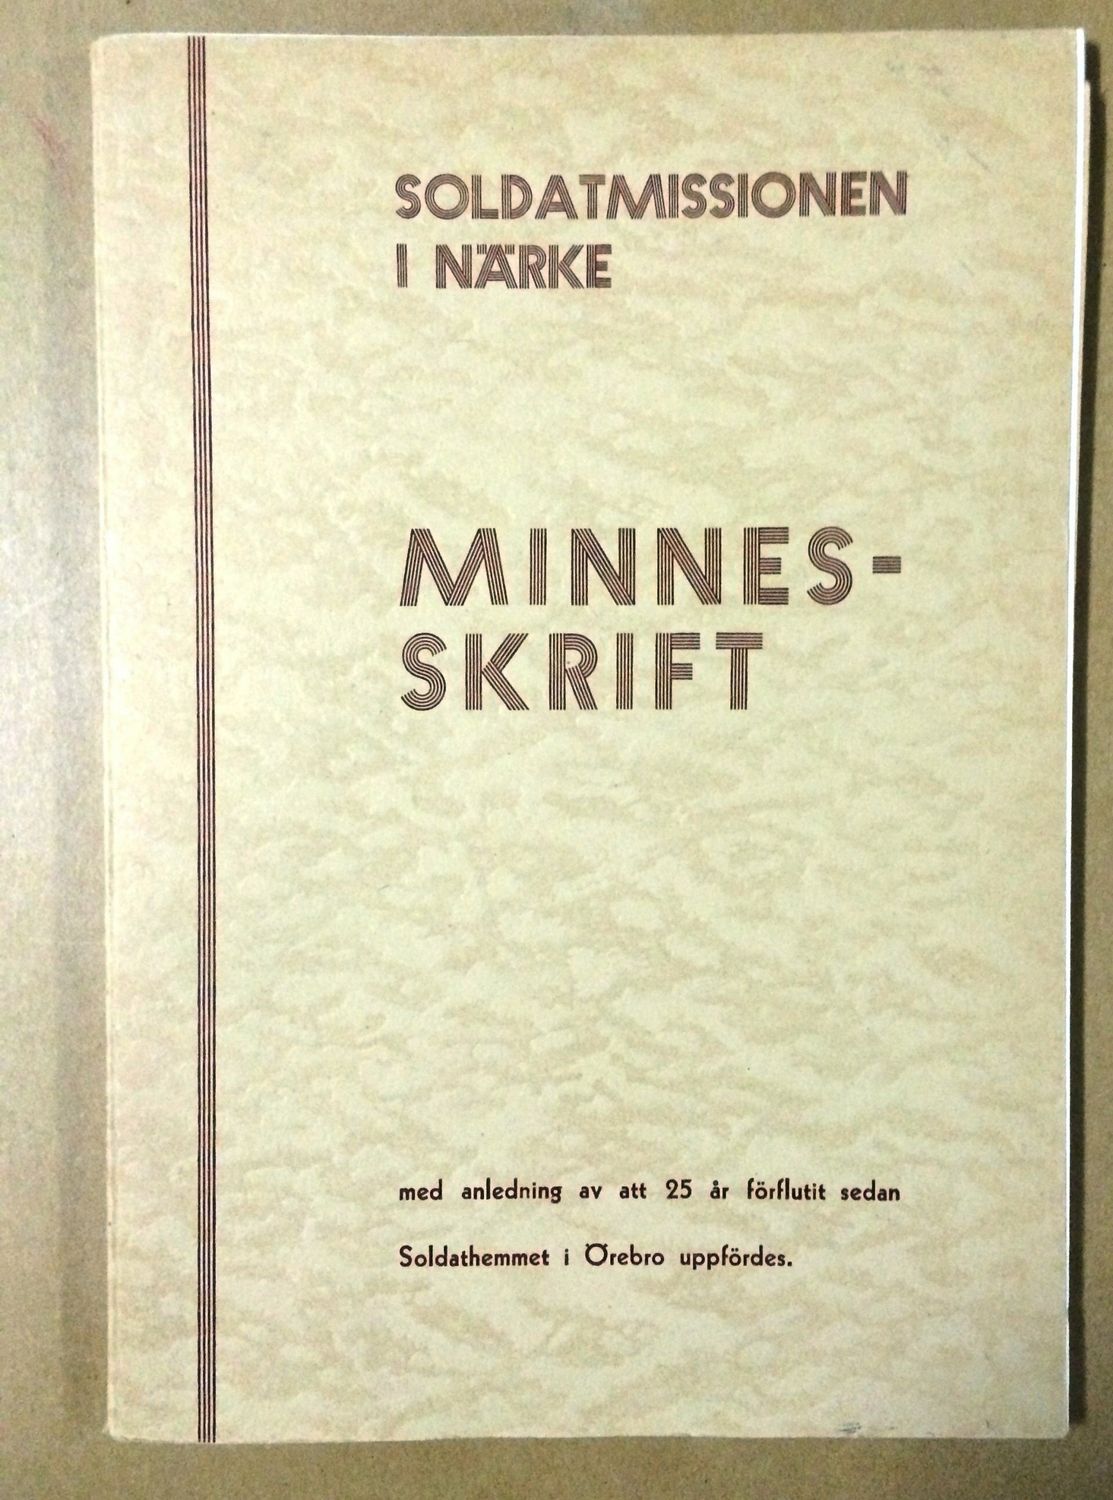 SOLDATMISSIONEN
I NÄRKE
MINNES-
SKRIFT
med anledning av att 25 år förflutit sedan
Soldathemmet i Örebro uppfördes.